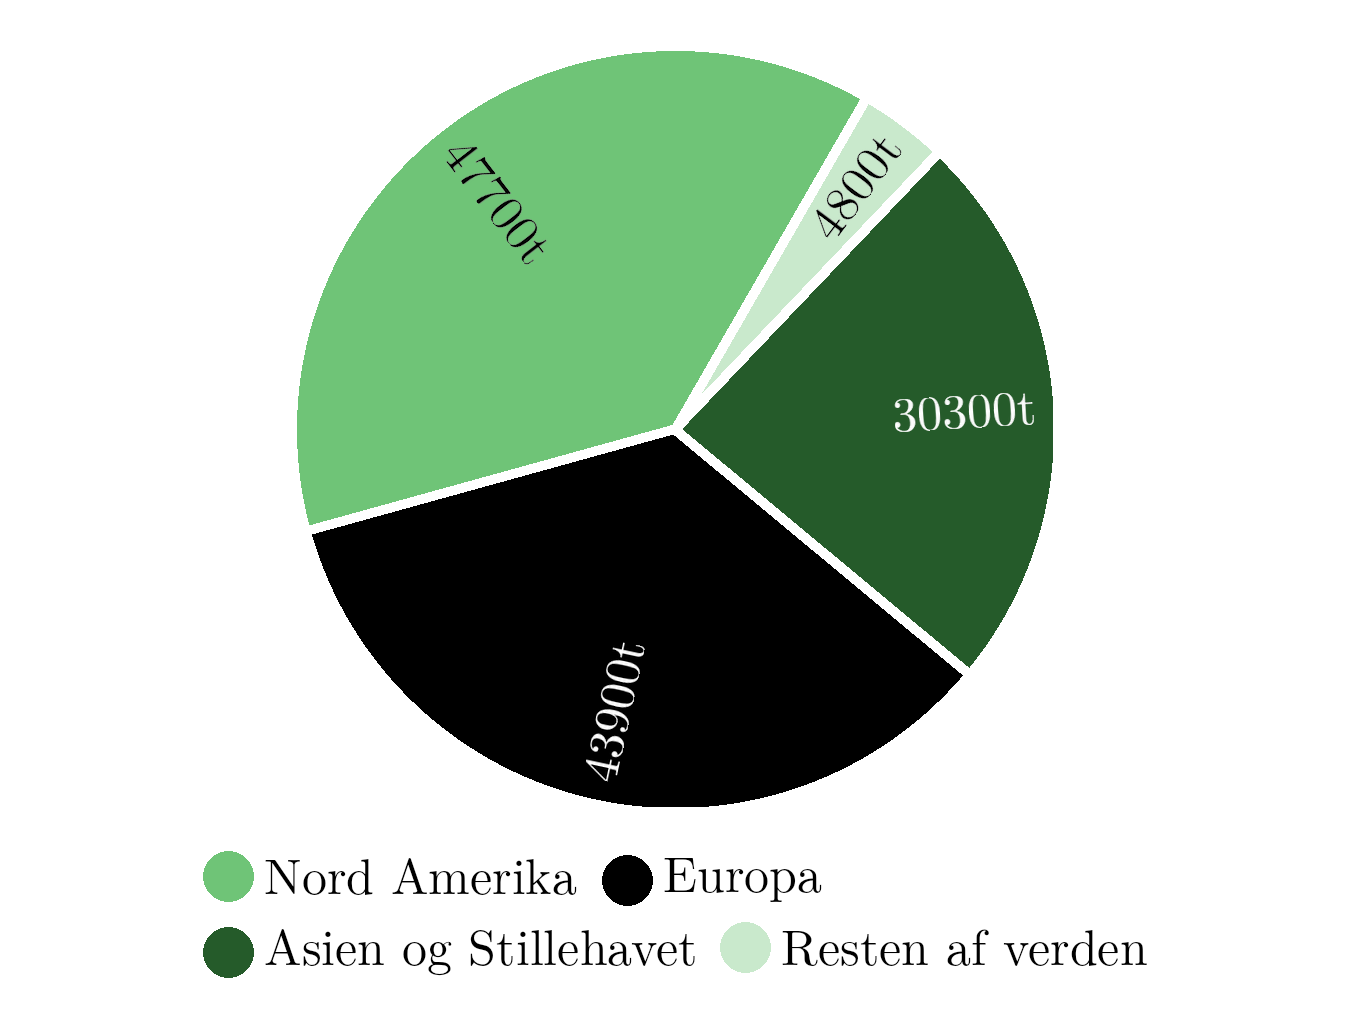 47700t
4800t
30300t
43900t
Nord Amerika
Europa
Asien og Stillehavet
Resten af verden